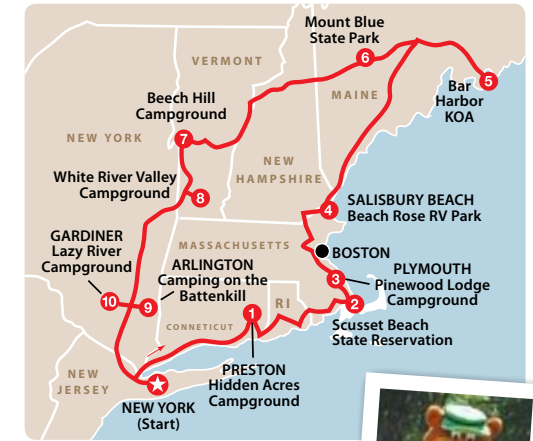 Mount Blue
State Park
6
VERMONT
MAINE
5
Bar
Harbor
KOA
Beech Hill
Campground
NEW YORK
7
NEW
HAMPSHIRE
White River Valley
Campground
8
4
SALISBURY BEACH
Beach Rose RV Park
GARDINER
Lazy River
Campground
MASSACHUSETTS
BOSTON
ARLINGTON
Camping on the
Battenkill
PLYMOUTH
Pinewood Lodge
Campground
3
10
9
1
RI
2
CONNETICUT
Scusset Beach
State Reservation
NEW
JERSEY
PRESTON
Hidden Acres
Campground
NEW YORK
(Start)